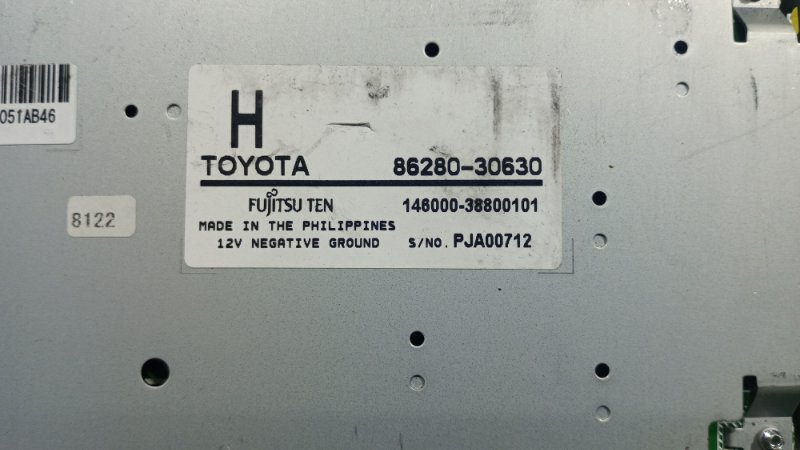 051AB46
8122
H
TOYOTA 86280-30630
FUJITSU TEN 146000-38800101
MADE IN THE PHILIPPINES
12V NEGATIVE GROUND S/NO. PJA00712